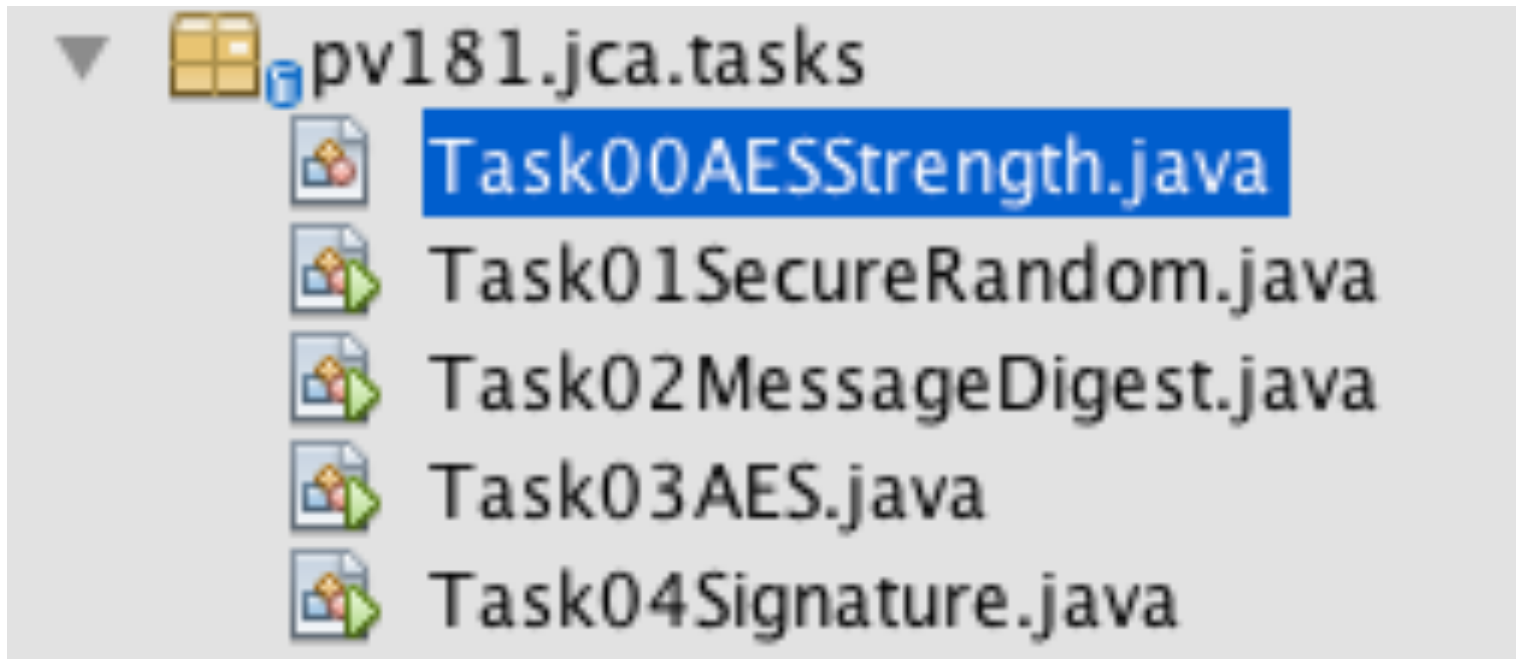 pv181.jca.tasks
Task00AESStrength.java
Task01SecureRandom.java
Task02MessageDigest.java
Task03AES.java
Task04Signature.java